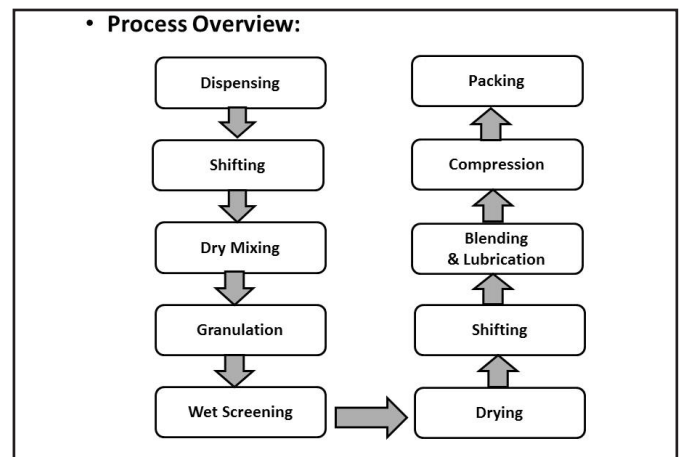 • Process Overview:
Dispensing
Shifting
Dry Mixing
Granulation
Wet Screening
Drying
Shifting
Blending
& Lubrication
Compression
Packing